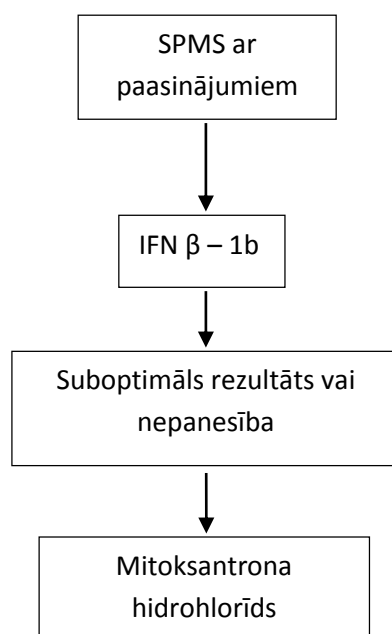 SPMS ar
paasinājumiem
IFN β – 1b
Suboptimāls rezultāts vai
nepanesība
Mitoksantrona
hidrohlorīds